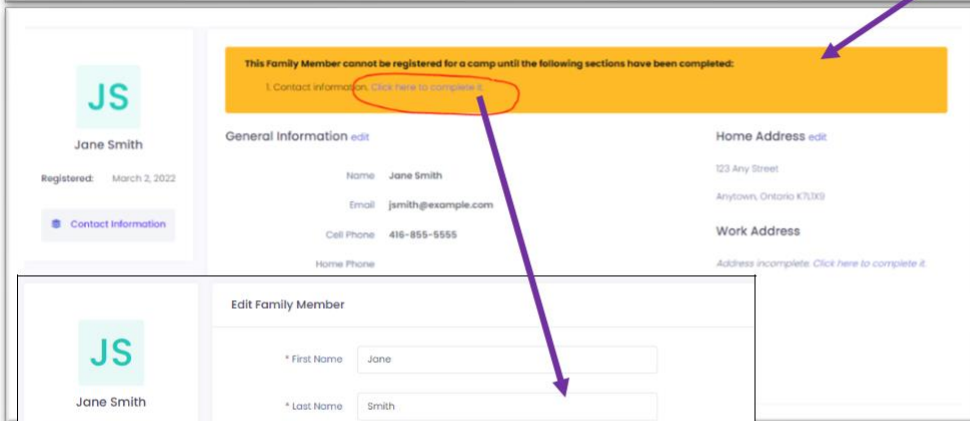 This Family Member cannot be registered for a camp until the following sections have been completed:
1. Contact information. Click here to complete it.
JS
Jane Smith
Registered: March 2, 2022
Contact Information
General Information edit
Name Jane Smith
Email jsmith@example.com
Cell Phone 416-855-5555
Home Phone
Home Address edit
123 Any Street
Anytown, Ontario K7L1X9
Work Address
Address incomplete. Click here to complete it.
JS
Jane Smith
Edit Family Member
* First Name Jane
* Last Name Smith